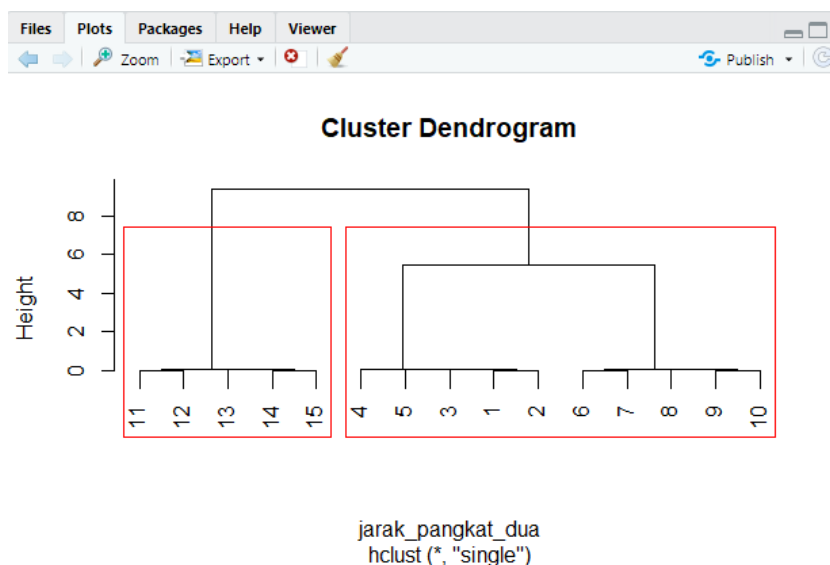 Files Plots Packages Help Viewer
Zoom Export Publish
Cluster Dendrogram
Height
8
6
4
2
0
11 12 13 14 15 4 5 3 1 2 6 7 8 9 10
jarak_pangkat_dua
hclust (*, "single")